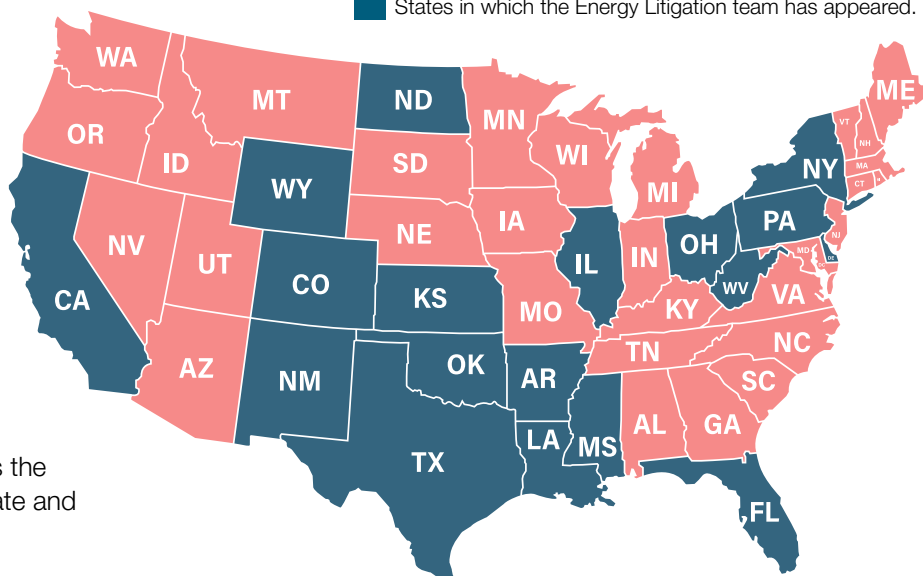 States in which the Energy Litigation team has appeared.
WA
MT
ND
MN
ME
OR
ID
SD
WI
MI
VT
NH
NY
MA
CT
WY
NE
IA
PA
NJ
NV
UT
CO
KS
IL
IN
OH
MD
DE
WV
VA
CA
MO
KY
AZ
NM
OK
AR
TN
NC
SC
TX
LA
MS
AL
GA
FL
s the
ate and